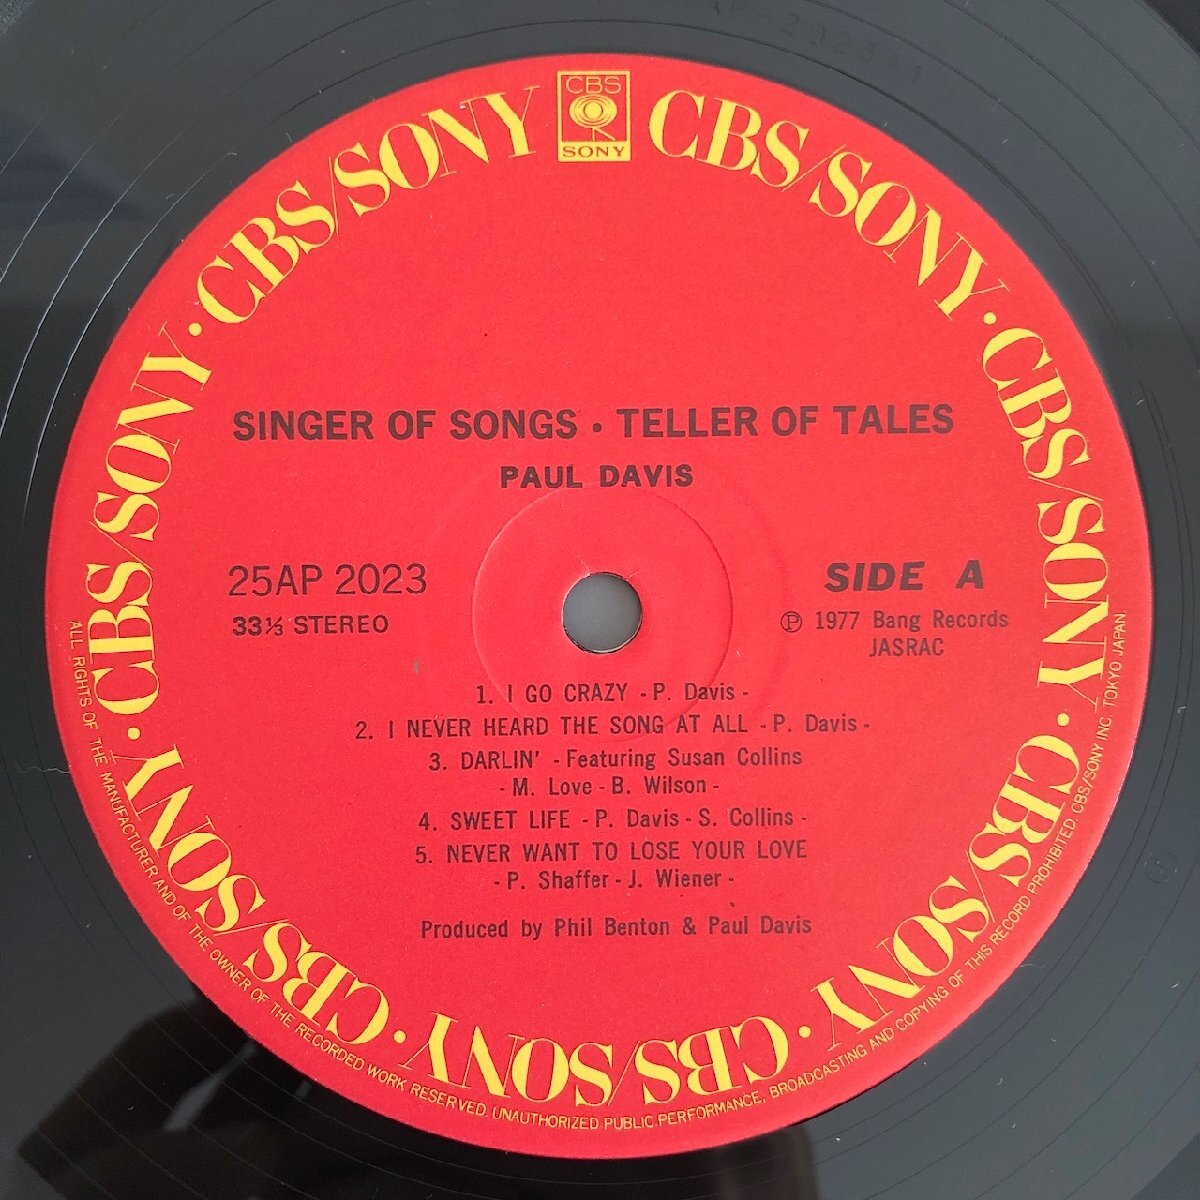 CBS
SONY
CBS/SONY · CBS/SONY · CBS/SONY · CBS/SONY · CBS/SONY · CBS/SONY · CBS/SONY · CBS/SONY
SINGER OF SONGS · TELLER OF TALES
PAUL DAVIS
25AP 2023
SIDE A
33⅓ STEREO
℗ 1977 Bang Records
JASRAC
1. I GO CRAZY - P. Davis -
2. I NEVER HEARD THE SONG AT ALL - P. Davis -
3. DARLIN' - Featuring Susan Collins
- M. Love - B. Wilson -
4. SWEET LIFE - P. Davis - S. Collins -
5. NEVER WANT TO LOSE YOUR LOVE
- P. Shaffer - J. Wiener -
Produced by Phil Benton & Paul Davis
ALL RIGHTS OF THE MANUFACTURER AND OF THE OWNER OF THE RECORDED WORK RESERVED. UNAUTHORIZED PUBLIC PERFORMANCE, BROADCASTING AND COPYING OF THIS RECORD PROHIBITED. CBS/SONY INC. TOKYO JAPAN.